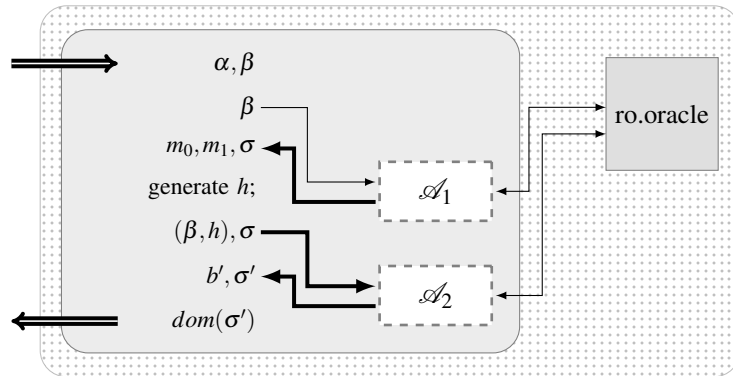 α, β
ro.oracle
β
m₀, m₁, σ
𝒜₁
generate h;
(β, h), σ
b′, σ′
𝒜₂
dom(σ′)